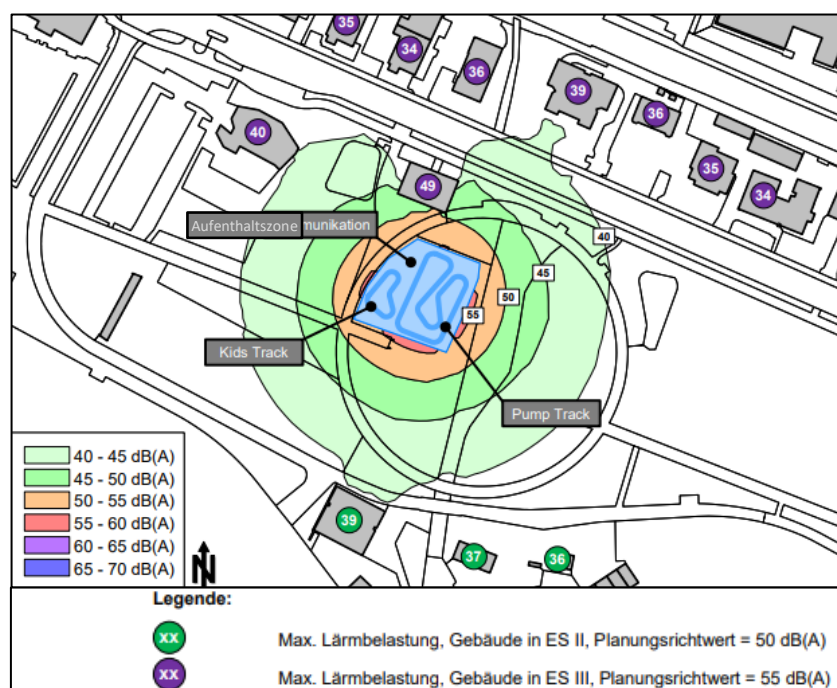 35
34
36
39
36
35
34
40
49
Aufenthaltszone munikation
40
45
50
55
Kids Track
Pump Track
40 - 45 dB(A)
45 - 50 dB(A)
50 - 55 dB(A)
55 - 60 dB(A)
60 - 65 dB(A)
65 - 70 dB(A)
N
39
37
36
Legende:
xx Max. Lärmbelastung, Gebäude in ES II, Planungsrichtwert = 50 dB(A)
xx Max. Lärmbelastung, Gebäude in ES III, Planungsrichtwert = 55 dB(A)